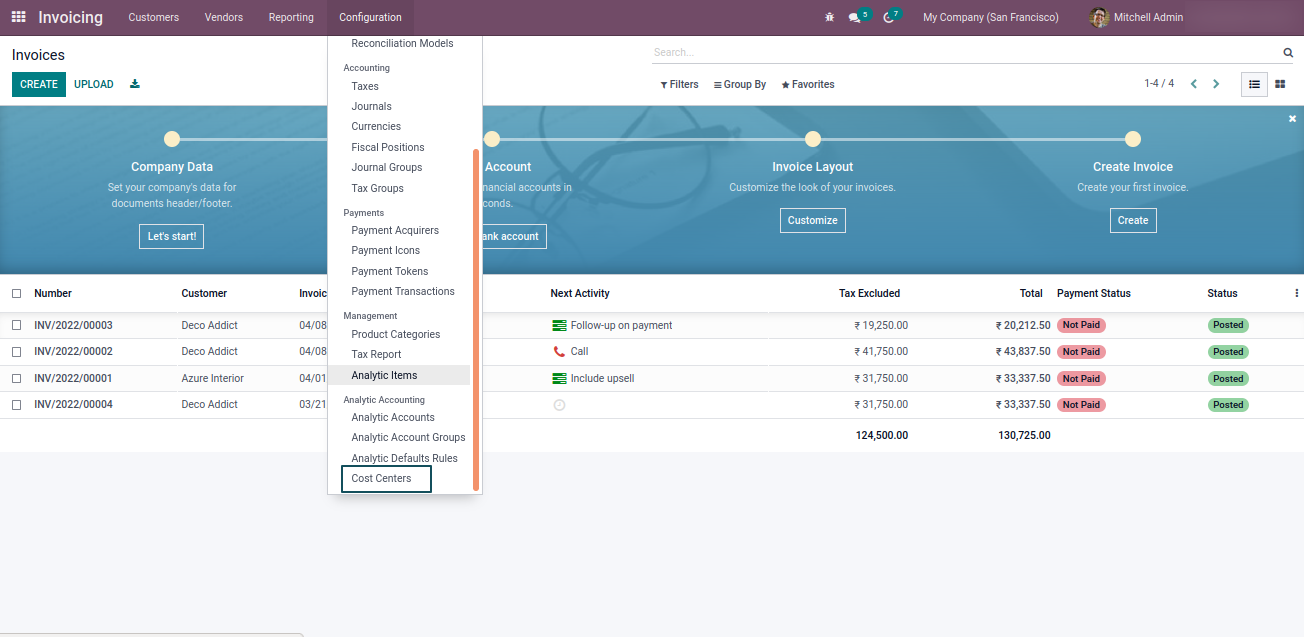 Invoicing Customers Vendors Reporting Configuration 5 7 My Company (San Francisco) Mitchell Admin
Invoices
Search...
CREATE UPLOAD
Filters Group By Favorites 1-4 / 4
Reconciliation Models
Accounting
Taxes
Journals
Currencies
Fiscal Positions
Journal Groups
Tax Groups
Payments
Payment Acquirers
Payment Icons
Payment Tokens
Payment Transactions
Management
Product Categories
Tax Report
Analytic Items
Analytic Accounting
Analytic Accounts
Analytic Account Groups
Analytic Defaults Rules
Cost Centers
Company Data
Set your company's data for
documents header/footer.
Let's start!
Account
nancial accounts in
conds.
ank account
Invoice Layout
Customize the look of your invoices.
Customize
Create Invoice
Create your first invoice.
Create
Number Customer Invoic Next Activity Tax Excluded Total Payment Status Status
INV/2022/00003 Deco Addict 04/08 Follow-up on payment ₹ 19,250.00 ₹ 20,212.50 Not Paid Posted
INV/2022/00002 Deco Addict 04/08 Call ₹ 41,750.00 ₹ 43,837.50 Not Paid Posted
INV/2022/00001 Azure Interior 04/01 Include upsell ₹ 31,750.00 ₹ 33,337.50 Not Paid Posted
INV/2022/00004 Deco Addict 03/21 ₹ 31,750.00 ₹ 33,337.50 Not Paid Posted
124,500.00 130,725.00